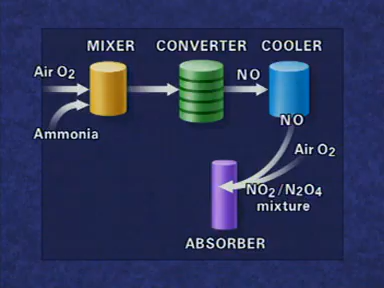 MIXER CONVERTER COOLER
Air O2
NO
Ammonia
NO
Air O2
NO2/N2O4
mixture
ABSORBER